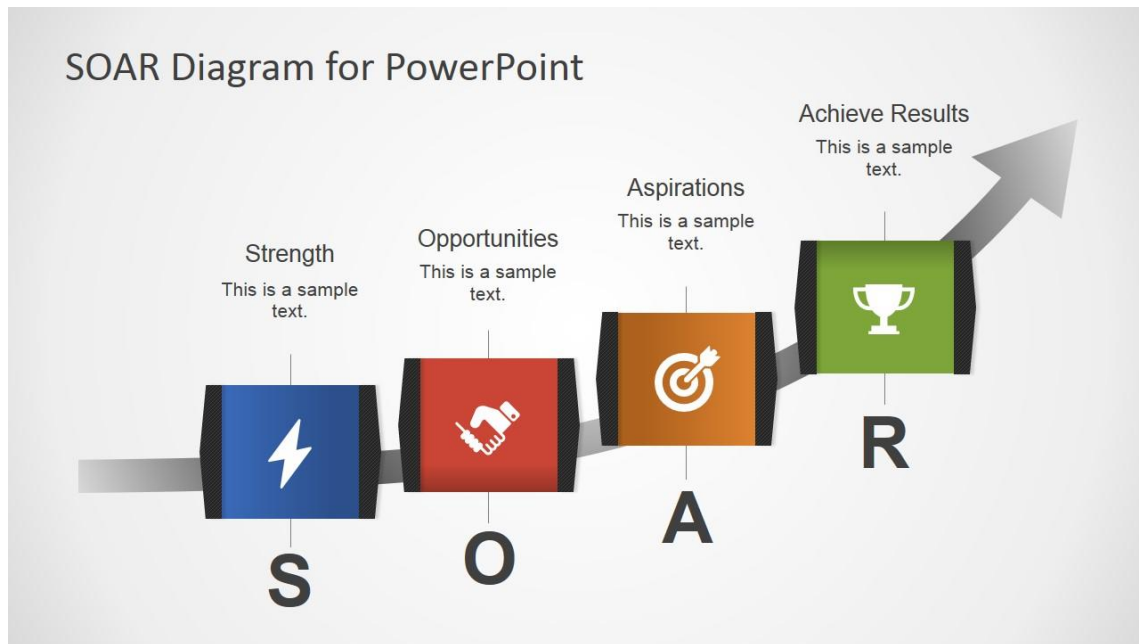 SOAR Diagram for PowerPoint
Strength
This is a sample
text.
S
Opportunities
This is a sample
text.
O
Aspirations
This is a sample
text.
A
Achieve Results
This is a sample
text.
R